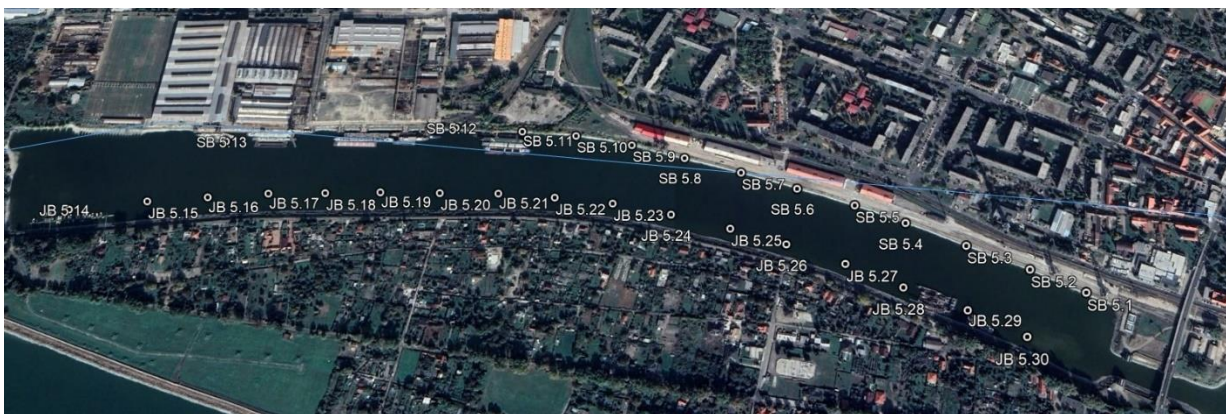 SB 5.13
SB 5.12
SB 5.11
SB 5.10
SB 5.9
SB 5.8
SB 5.7
SB 5.6
SB 5.5
SB 5.4
SB 5.3
SB 5.2
SB 5.1
JB 5.14
JB 5.15
JB 5.16
JB 5.17
JB 5.18
JB 5.19
JB 5.20
JB 5.21
JB 5.22
JB 5.23
JB 5.24
JB 5.25
JB 5.26
JB 5.27
JB 5.28
JB 5.29
JB 5.30